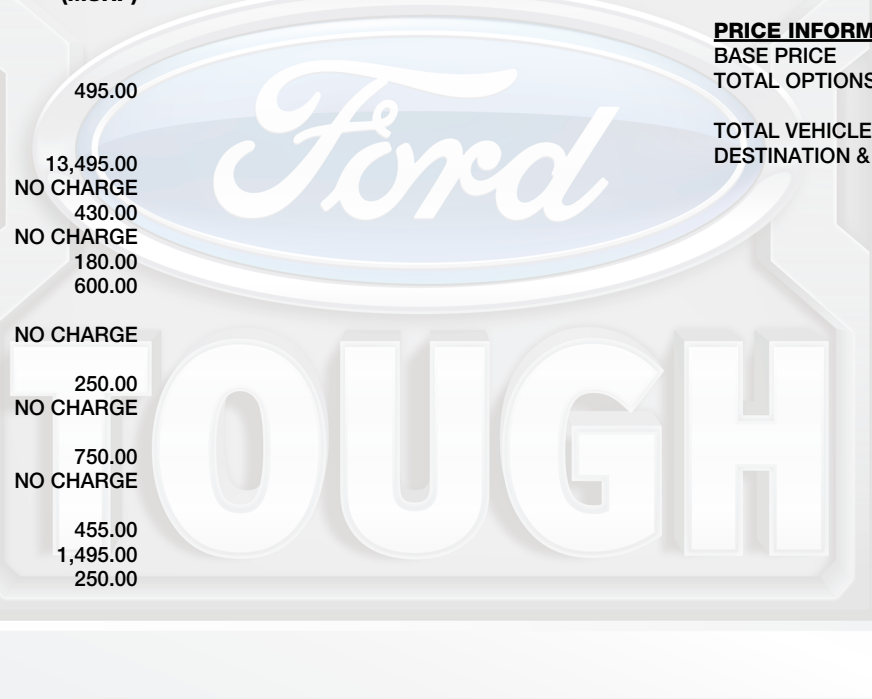 495.00
13,495.00
NO CHARGE
430.00
NO CHARGE
180.00
600.00
NO CHARGE
250.00
NO CHARGE
750.00
NO CHARGE
455.00
1,495.00
250.00
PRICE INFORM
BASE PRICE
TOTAL OPTIONS
TOTAL VEHICLE
DESTINATION &
Ford
TOUGH